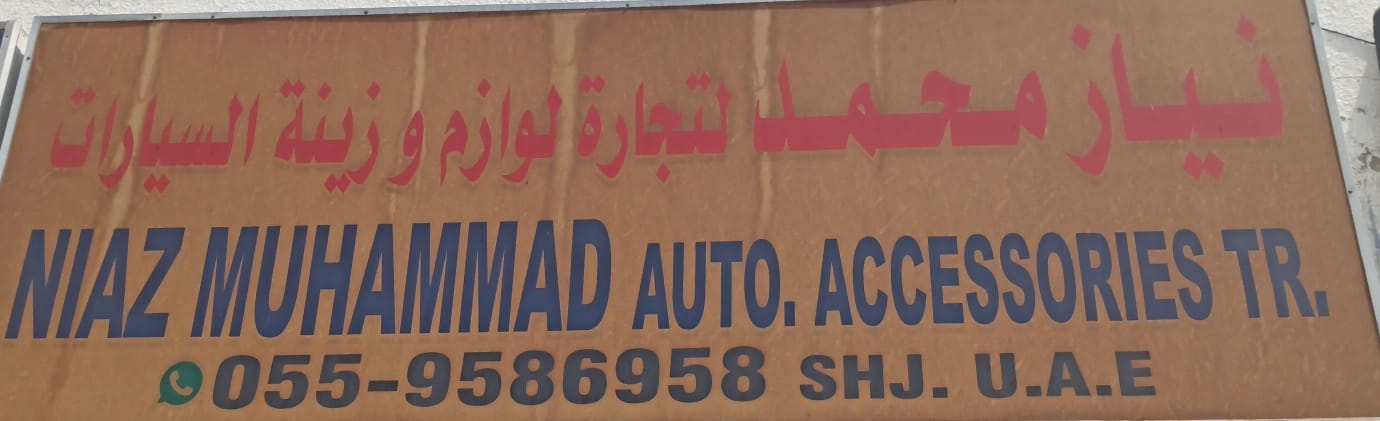 نياز محمد لتجارة لوازم و زينة السيارات
NIAZ MUHAMMAD AUTO. ACCESSORIES TR.
055-9586958 SHJ. U.A.E